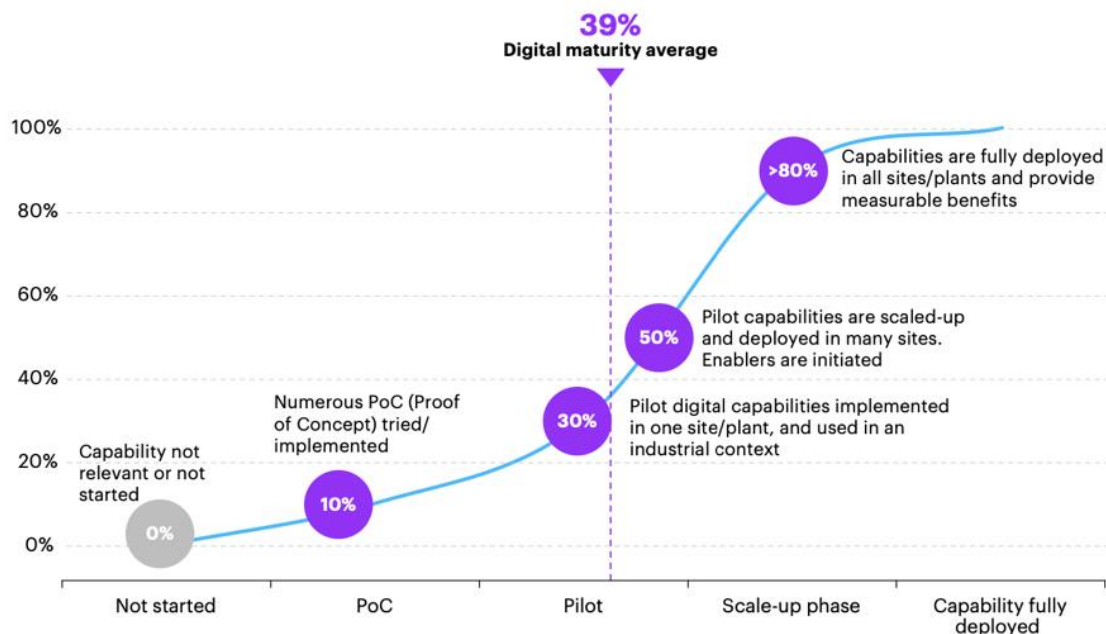 39%
Digital maturity average
100%
80%
60%
40%
20%
0%
>80%
Capabilities are fully deployed
in all sites/plants and provide
measurable benefits
50%
Pilot capabilities are scaled-up
and deployed in many sites.
Enablers are initiated
30%
Pilot digital capabilities implemented
in one site/plant, and used in an
industrial context
Numerous PoC (Proof
of Concept) tried/
implemented
10%
Capability not
relevant or not
started
0%
Not started
PoC
Pilot
Scale-up phase
Capability fully
deployed